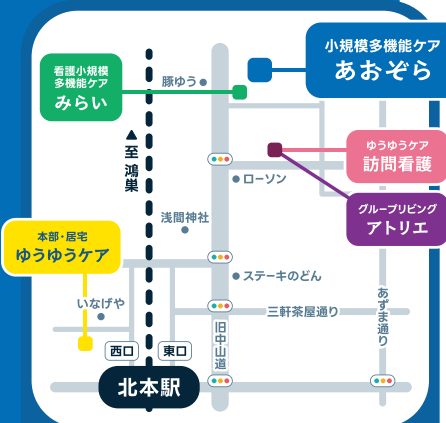 小規模多機能ケア
あおぞら
看護小規模
多機能ケア
みらい
豚ゆう
▲至 鴻巣
ゆうゆうケア
訪問看護
ローソン
グループリビング
アトリエ
浅間神社
本部・居宅
ゆうゆうケア
ステーキのどん
いなげや
三軒茶屋通り
あずま通り
旧中山道
西口
東口
北本駅